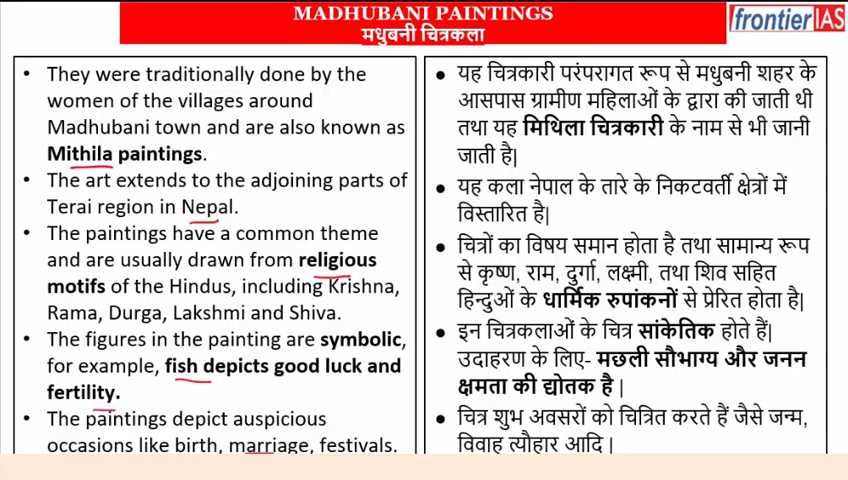 MADHUBANI PAINTINGS
मधुबनी चित्रकला
frontierIAS
• They were traditionally done by the
women of the villages around
Madhubani town and are also known as
Mithila paintings.
• The art extends to the adjoining parts of
Terai region in Nepal.
• The paintings have a common theme
and are usually drawn from religious
motifs of the Hindus, including Krishna,
Rama, Durga, Lakshmi and Shiva.
• The figures in the painting are symbolic,
for example, fish depicts good luck and
fertility.
• The paintings depict auspicious
occasions like birth, marriage, festivals.
• यह चित्रकारी परंपरागत रूप से मधुबनी शहर के
आसपास ग्रामीण महिलाओं के द्वारा की जाती थी
तथा यह मिथिला चित्रकारी के नाम से भी जानी
जाती है|
• यह कला नेपाल के तारे के निकटवर्ती क्षेत्रों में
विस्तारित है|
• चित्रों का विषय समान होता है तथा सामान्य रूप
से कृष्ण, राम, दुर्गा, लक्ष्मी, तथा शिव सहित
हिन्दुओं के धार्मिक रुपांकनों से प्रेरित होता है|
• इन चित्रकलाओं के चित्र सांकेतिक होते हैं|
उदाहरण के लिए- मछली सौभाग्य और जनन
क्षमता की द्योतक है |
• चित्र शुभ अवसरों को चित्रित करते हैं जैसे जन्म,
विवाह त्यौहार आदि |